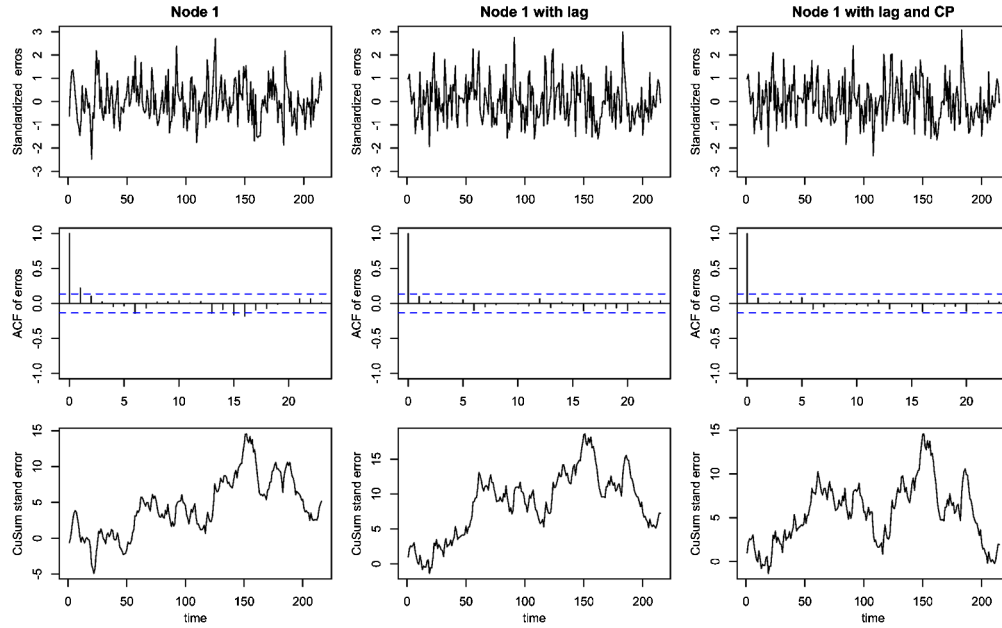 Node 1
Node 1 with lag
Node 1 with lag and CP
Standardized erros
3
2
1
0
-1
-2
-3
0 50 100 150 200
Standardized erros
3
2
1
0
-1
-2
-3
0 50 100 150 200
Standardized erros
3
2
1
0
-1
-2
-3
0 50 100 150 200
ACF of erros
1.0
0.5
0.0
-0.5
-1.0
0 5 10 15 20
ACF of erros
1.0
0.5
0.0
-0.5
-1.0
0 5 10 15 20
ACF of erros
1.0
0.5
0.0
-0.5
-1.0
0 5 10 15 20
CuSum stand error
15
10
5
0
-5
0 50 100 150 200
time
CuSum stand error
15
10
5
0
0 50 100 150 200
time
CuSum stand error
15
10
5
0
0 50 100 150 200
time